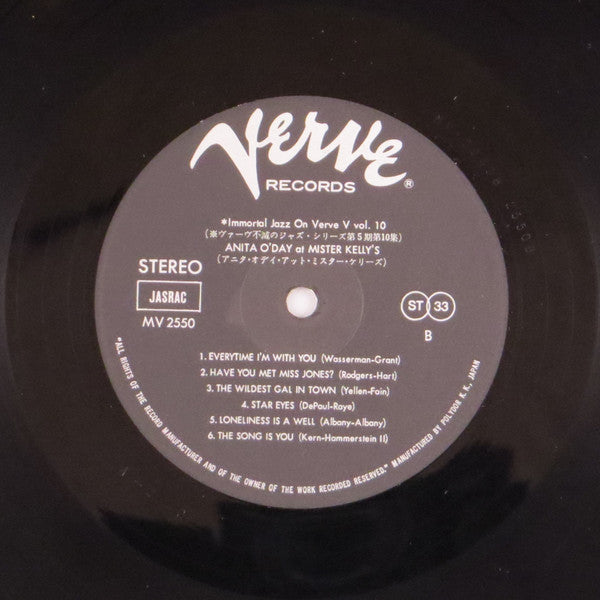 Verve
RECORDS ®
*Immortal Jazz On Verve V vol. 10
(※ヴァーヴ不滅のジャズ・シリーズ第5期第10集)
ANITA O'DAY at MISTER KELLY'S
(アニタ・オデイ・アット・ミスター・ケリーズ)
STEREO
JASRAC
MV 2550
ST 33
B
1. EVERYTIME I'M WITH YOU (Wasserman-Grant)
2. HAVE YOU MET MISS JONES? (Rodgers-Hart)
3. THE WILDEST GAL IN TOWN (Yellen-Fain)
4. STAR EYES (DePaul-Raye)
5. LONELINESS IS A WELL (Albany-Albany)
6. THE SONG IS YOU (Kern-Hammerstein II)
"ALL RIGHTS OF THE RECORD MANUFACTURER AND OF THE OWNER OF THE WORK RECORDED RESERVED." MANUFACTURED BY POLYDOR K. K., JAPAN